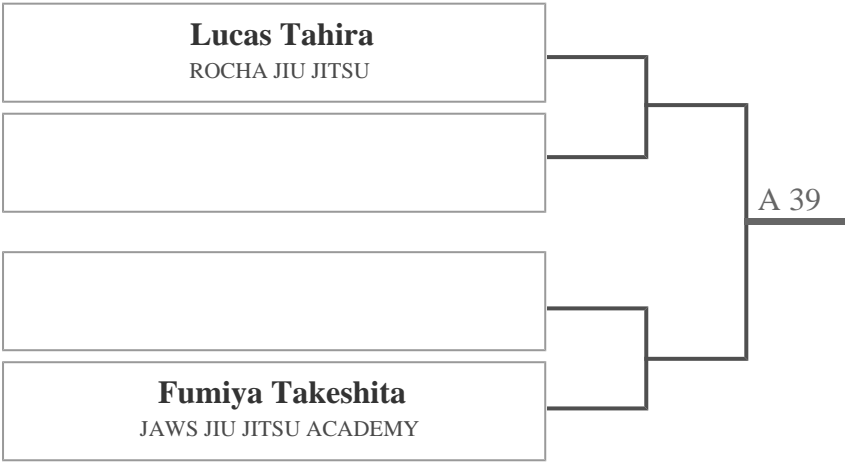 Lucas Tahira
ROCHA JIU JITSU
A 39
Fumiya Takeshita
JAWS JIU JITSU ACADEMY